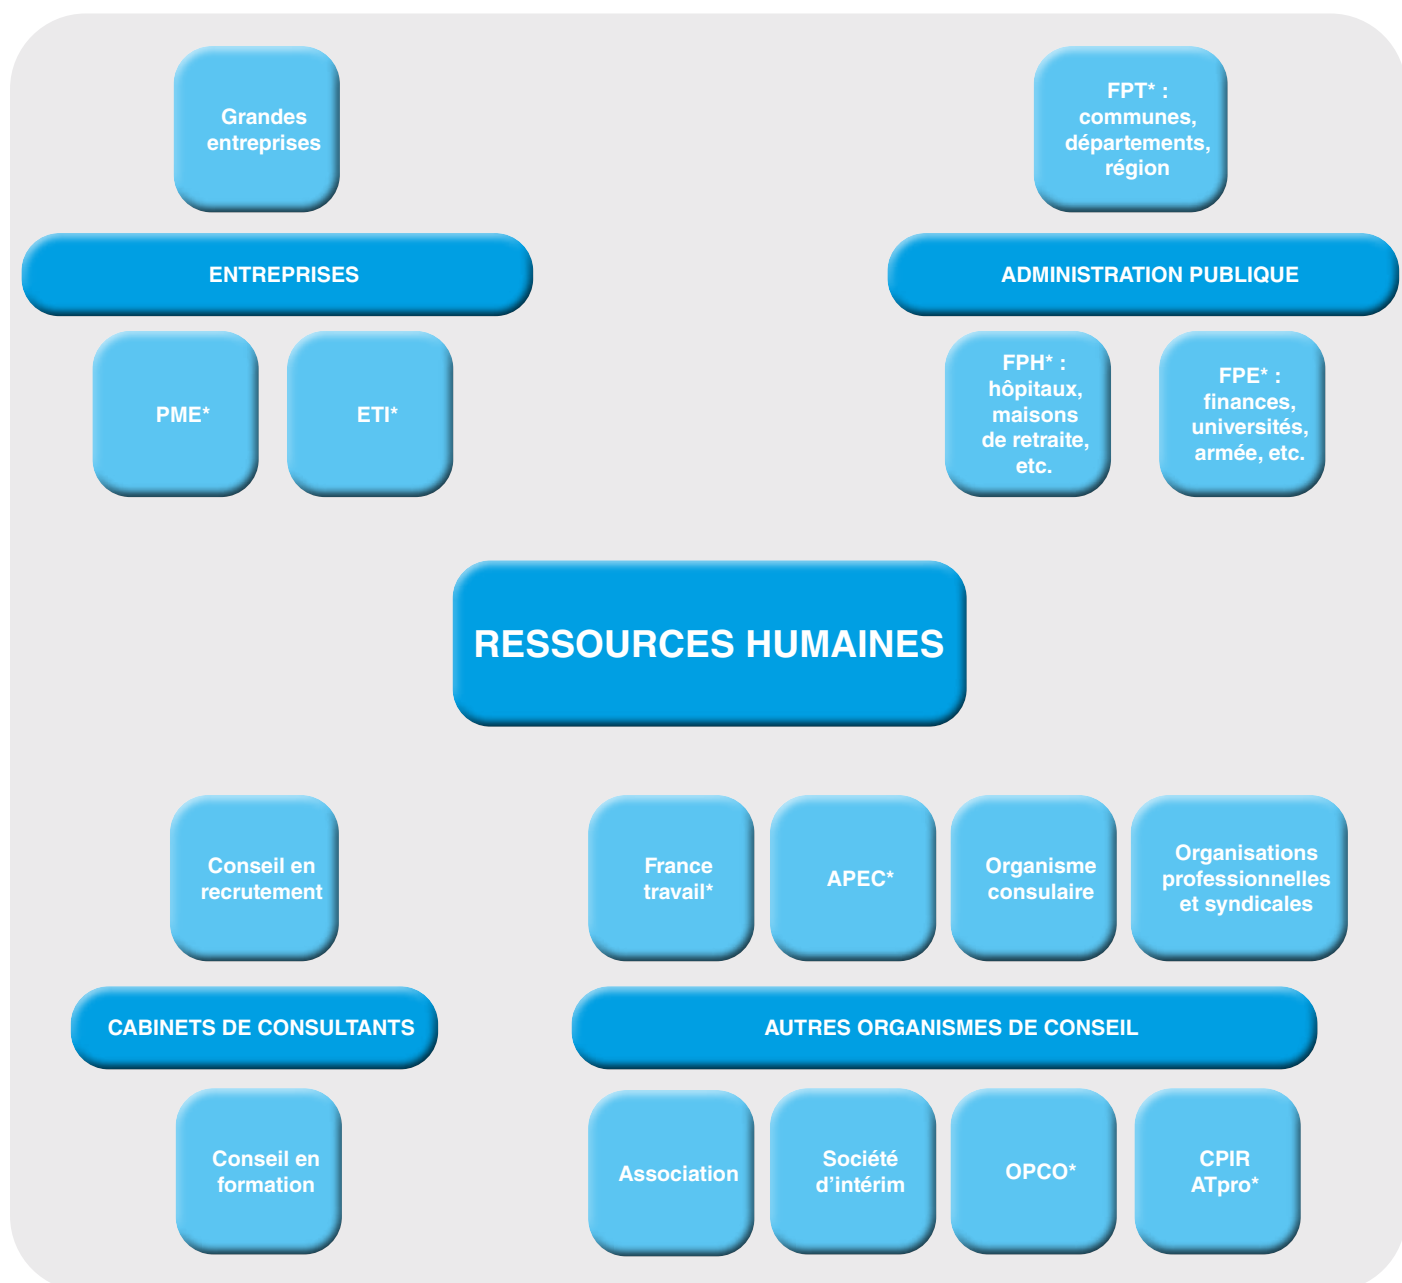 Grandes
entreprises
FPT* :
communes,
départements,
région
ENTREPRISES
ADMINISTRATION PUBLIQUE
PME*
ETI*
FPH* :
hôpitaux,
maisons
de retraite,
etc.
FPE* :
finances,
universités,
armée, etc.
RESSOURCES HUMAINES
Conseil en
recrutement
France
travail*
APEC*
Organisme
consulaire
Organisations
professionnelles
et syndicales
CABINETS DE CONSULTANTS
AUTRES ORGANISMES DE CONSEIL
Conseil en
formation
Association
Société
d’intérim
OPCO*
CPIR
ATpro*